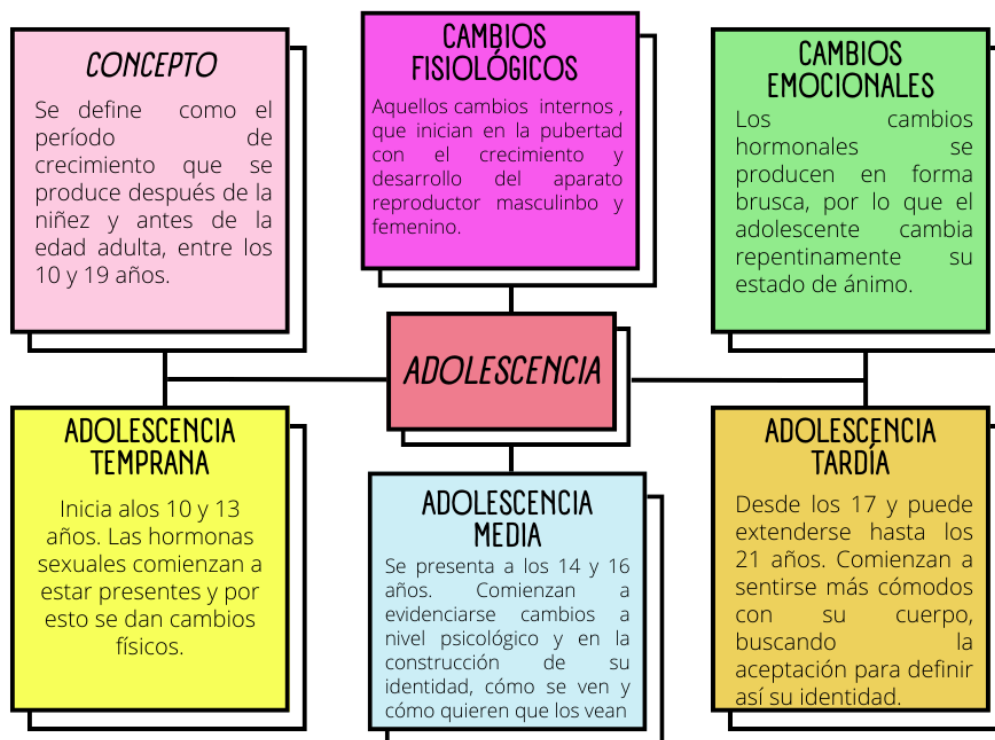 CONCEPTO
Se define como el
período de
crecimiento que se
produce después de la
niñez y antes de la
edad adulta, entre los
10 y 19 años.
CAMBIOS
FISIOLÓGICOS
Aquellos cambios internos ,
que inician en la pubertad
con el crecimiento y
desarrollo del aparato
reproductor masculinbo y
femenino.
CAMBIOS
EMOCIONALES
Los cambios
hormonales se
producen en forma
brusca, por lo que el
adolescente cambia
repentinamente su
estado de ánimo.
ADOLESCENCIA
ADOLESCENCIA
TEMPRANA
Inicia alos 10 y 13
años. Las hormonas
sexuales comienzan a
estar presentes y por
esto se dan cambios
físicos.
ADOLESCENCIA
MEDIA
Se presenta a los 14 y 16
años. Comienzan a
evidenciarse cambios a
nivel psicológico y en la
construcción de su
identidad, cómo se ven y
cómo quieren que los vean
ADOLESCENCIA
TARDÍA
Desde los 17 y puede
extenderse hasta los
21 años. Comienzan a
sentirse más cómodos
con su cuerpo,
buscando la
aceptación para definir
así su identidad.